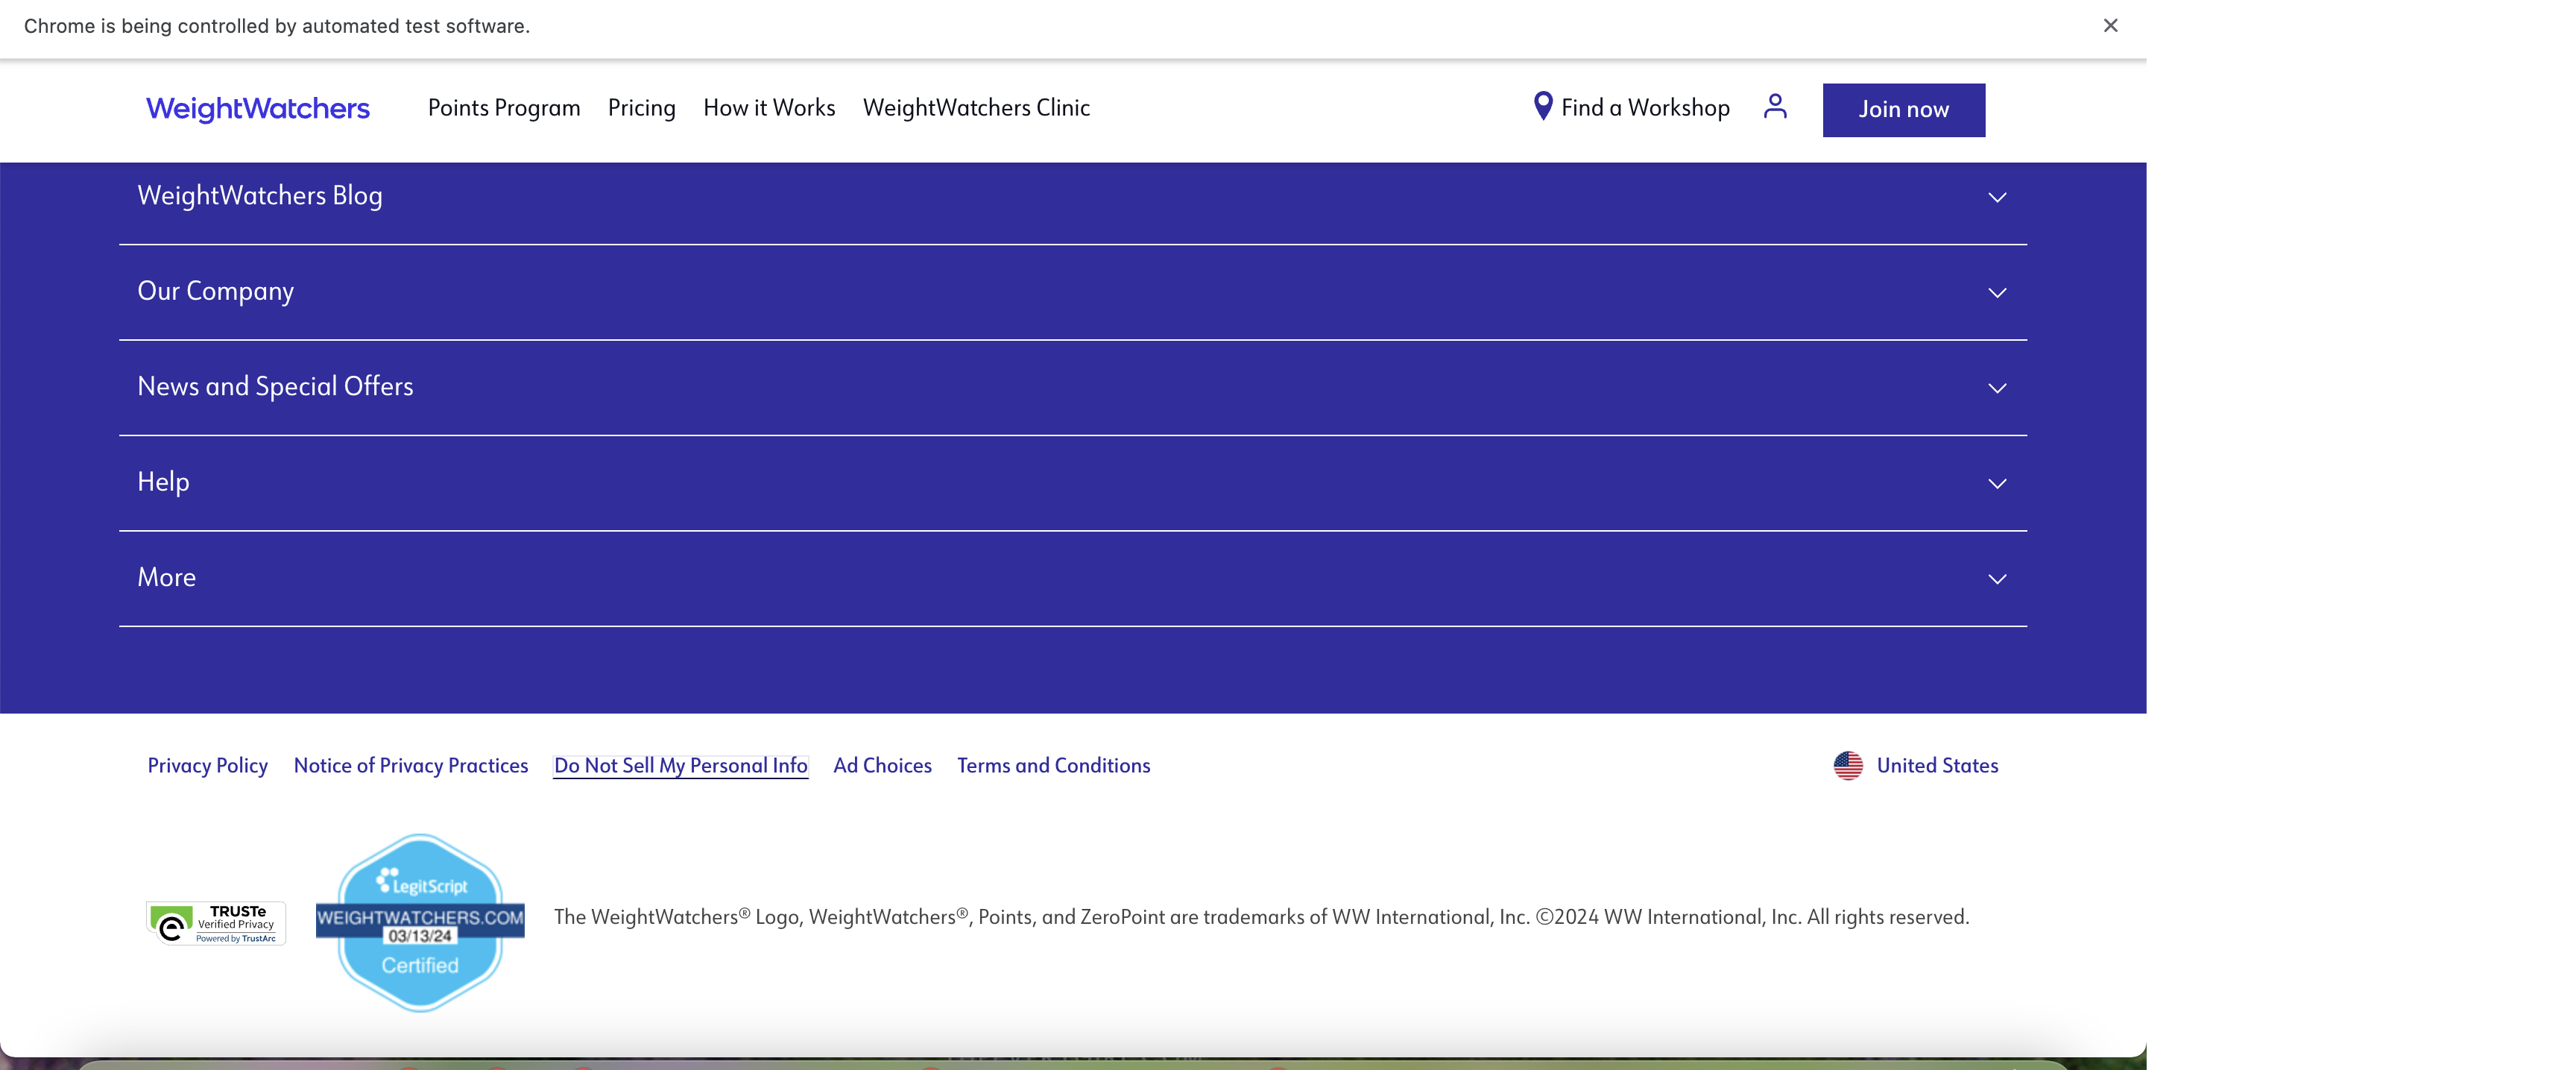 Chrome is being controlled by automated test software.
WeightWatchers Points Program Pricing How it Works WeightWatchers Clinic Find a Workshop Join now
WeightWatchers Blog
Our Company
News and Special Offers
Help
More
Privacy Policy Notice of Privacy Practices Do Not Sell My Personal Info Ad Choices Terms and Conditions United States
TRUSTe
Verified Privacy
Powered by TrustArc
LegitScript
WEIGHTWATCHERS.COM
03/13/24
Certified
The WeightWatchers® Logo, WeightWatchers®, Points, and ZeroPoint are trademarks of WW International, Inc. ©2024 WW International, Inc. All rights reserved.